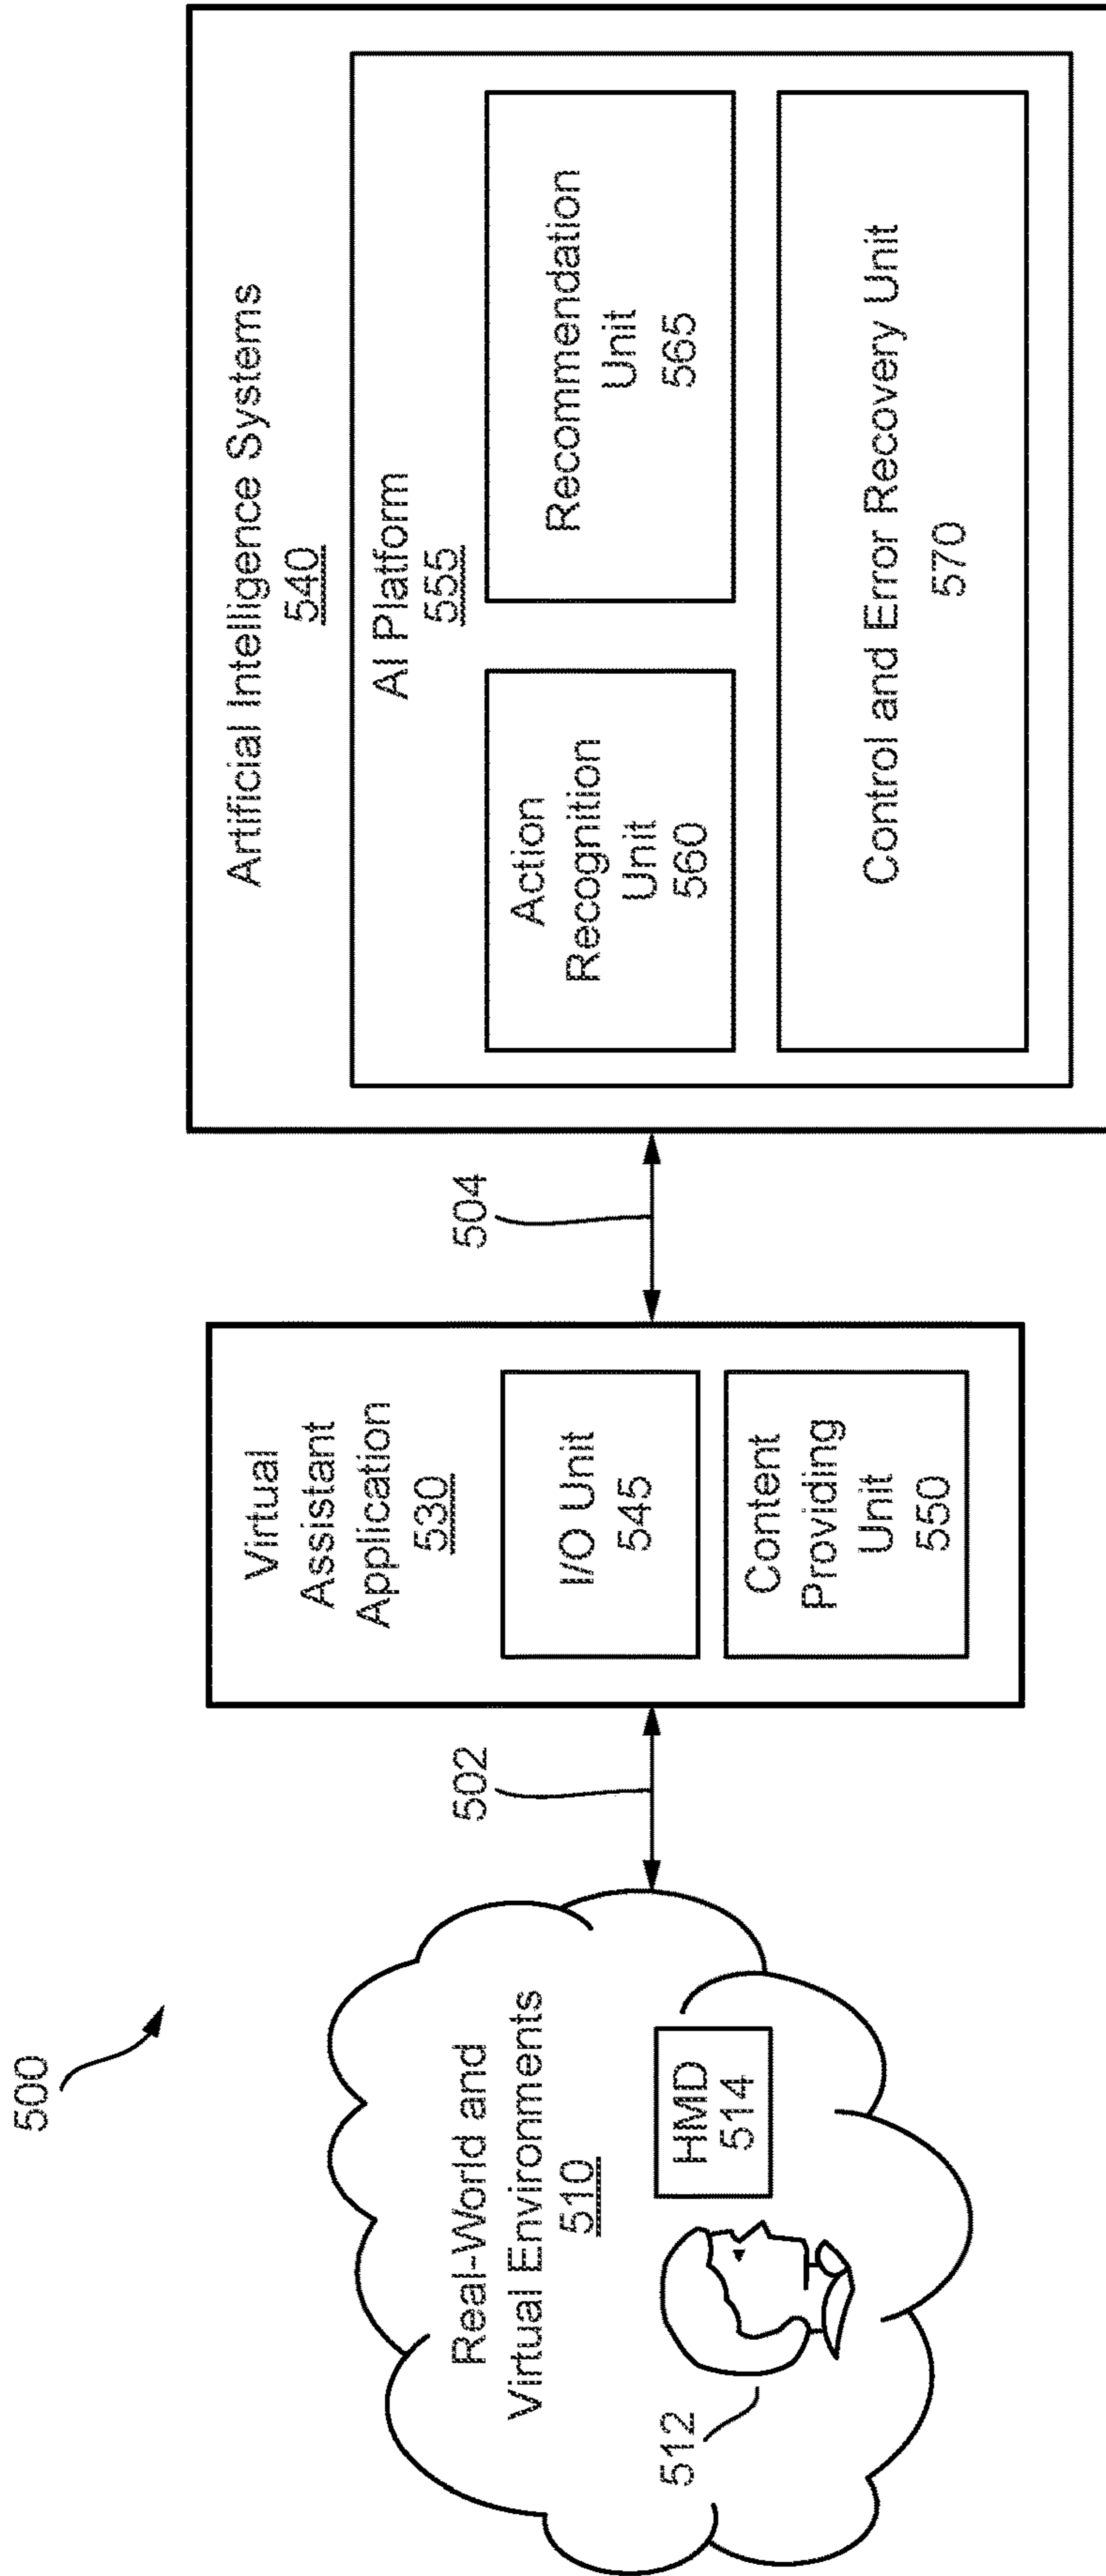 500
Real-World and
Virtual Environments
510
512
HMD
514
502
Virtual
Assistant
Application
530
I/O Unit
545
Content
Providing
Unit
550
504
Artificial Intelligence Systems
540
AI Platform
555
Action
Recognition
Unit
560
Recommendation
Unit
565
Control and Error Recovery Unit
570